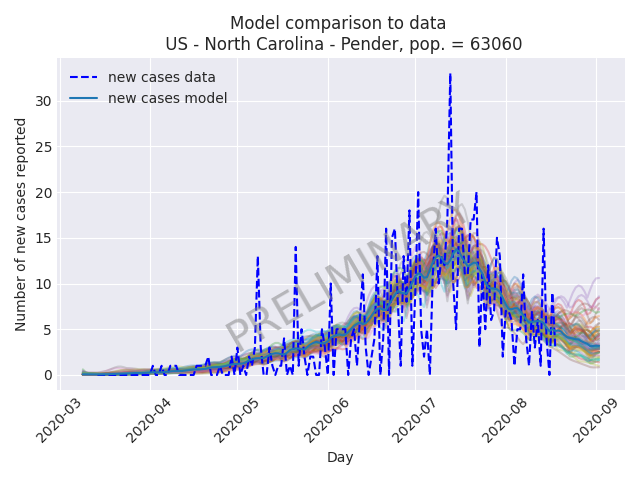 Model comparison to data
US - North Carolina - Pender, pop. = 63060
new cases data
new cases model
Number of new cases reported
30
25
20
15
10
5
0
PRELIMINARY
2020-03
2020-04
2020-05
2020-06
2020-07
2020-08
2020-09
Day